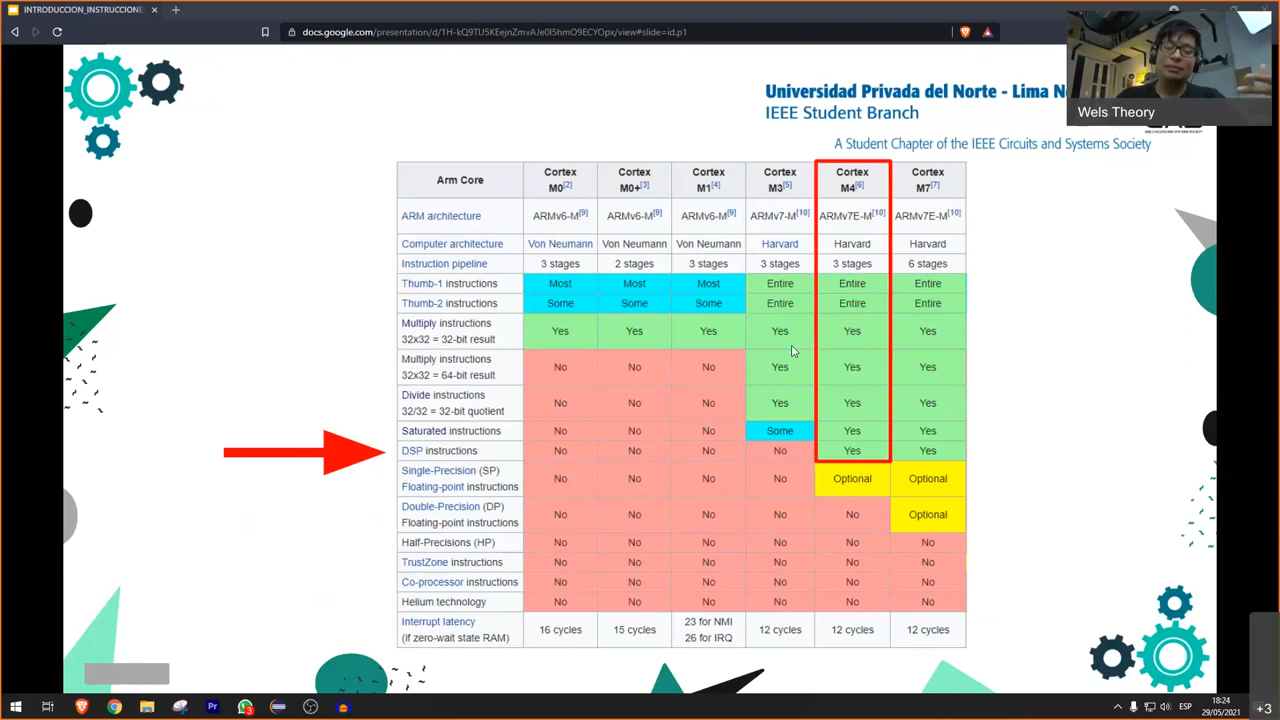 INTRODUCCION_INSTRUCCIONE
docs.google.com/presentation/d/1H-kQ9TU5KEejnZmvAJe0l5hmO9ECYOpx/view#slide=id.p1
Universidad Privada del Norte - Lima
IEEE Student Branch
A Student Chapter of the IEEE Circuits and Systems Society
Wels Theory
Arm Core Cortex M0[2] Cortex M0+[3] Cortex M1[4] Cortex M3[5] Cortex M4[6] Cortex M7[7]
ARM architecture ARMv6-M[9] ARMv6-M[9] ARMv6-M[9] ARMv7-M[10] ARMv7E-M[10] ARMv7E-M[10]
Computer architecture Von Neumann Von Neumann Von Neumann Harvard Harvard Harvard
Instruction pipeline 3 stages 2 stages 3 stages 3 stages 3 stages 6 stages
Thumb-1 instructions Most Most Most Entire Entire Entire
Thumb-2 instructions Some Some Some Entire Entire Entire
Multiply instructions
32x32 = 32-bit result Yes Yes Yes Yes Yes Yes
Multiply instructions
32x32 = 64-bit result No No No Yes Yes Yes
Divide instructions
32/32 = 32-bit quotient No No No Yes Yes Yes
Saturated instructions No No No Some Yes Yes
DSP instructions No No No No Yes Yes
Single-Precision (SP)
Floating-point instructions No No No No Optional Optional
Double-Precision (DP)
Floating-point instructions No No No No No Optional
Half-Precisions (HP) No No No No No No
TrustZone instructions No No No No No No
Co-processor instructions No No No No No No
Helium technology No No No No No No
Interrupt latency
(if zero-wait state RAM) 16 cycles 15 cycles 23 for NMI 26 for IRQ 12 cycles 12 cycles 12 cycles
ESP
18:24
29/05/2021
+3